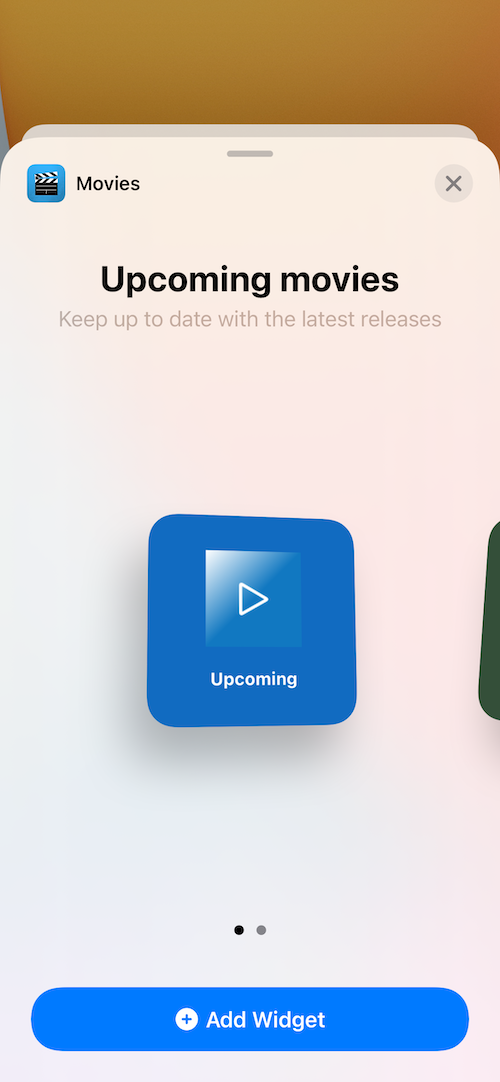 Movies
Upcoming movies
Keep up to date with the latest releases
Upcoming
Add Widget